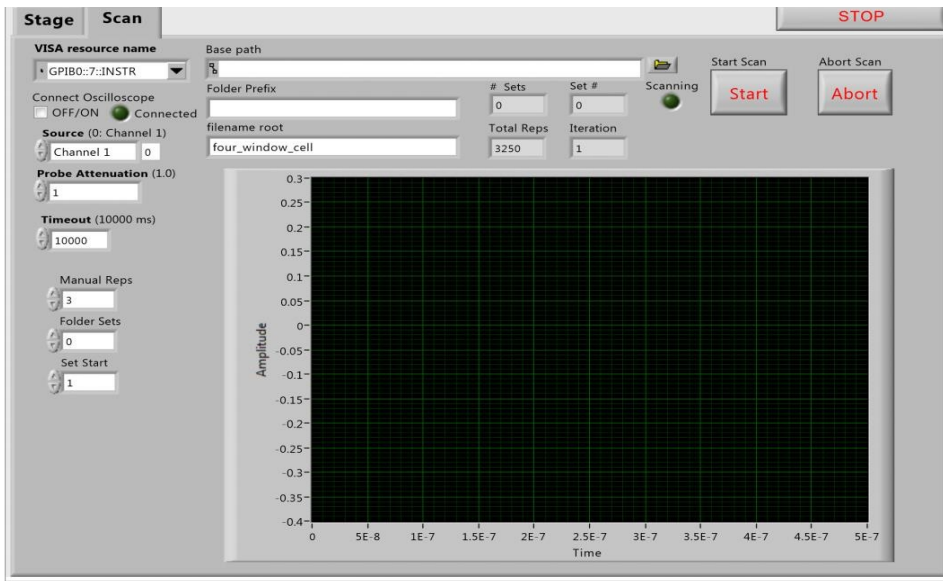 Stage
Scan
STOP
VISA resource name
GPIB0::7::INSTR
Base path
Start Scan
Abort Scan
Connect Oscilloscope
OFF/ON
Connected
Folder Prefix
# Sets
0
Set #
0
Scanning
Start
Abort
Source (0: Channel 1)
Channel 1
0
filename root
four_window_cell
Total Reps
3250
Iteration
1
Probe Attenuation (1.0)
1
Timeout (10000 ms)
10000
Manual Reps
3
Folder Sets
0
Set Start
1
Amplitude
0.3
0.25
0.2
0.15
0.1
0.05
0
-0.05
-0.1
-0.15
-0.2
-0.25
-0.3
-0.35
-0.4
0 5E-8 1E-7 1.5E-7 2E-7 2.5E-7 3E-7 3.5E-7 4E-7 4.5E-7 5E-7
Time